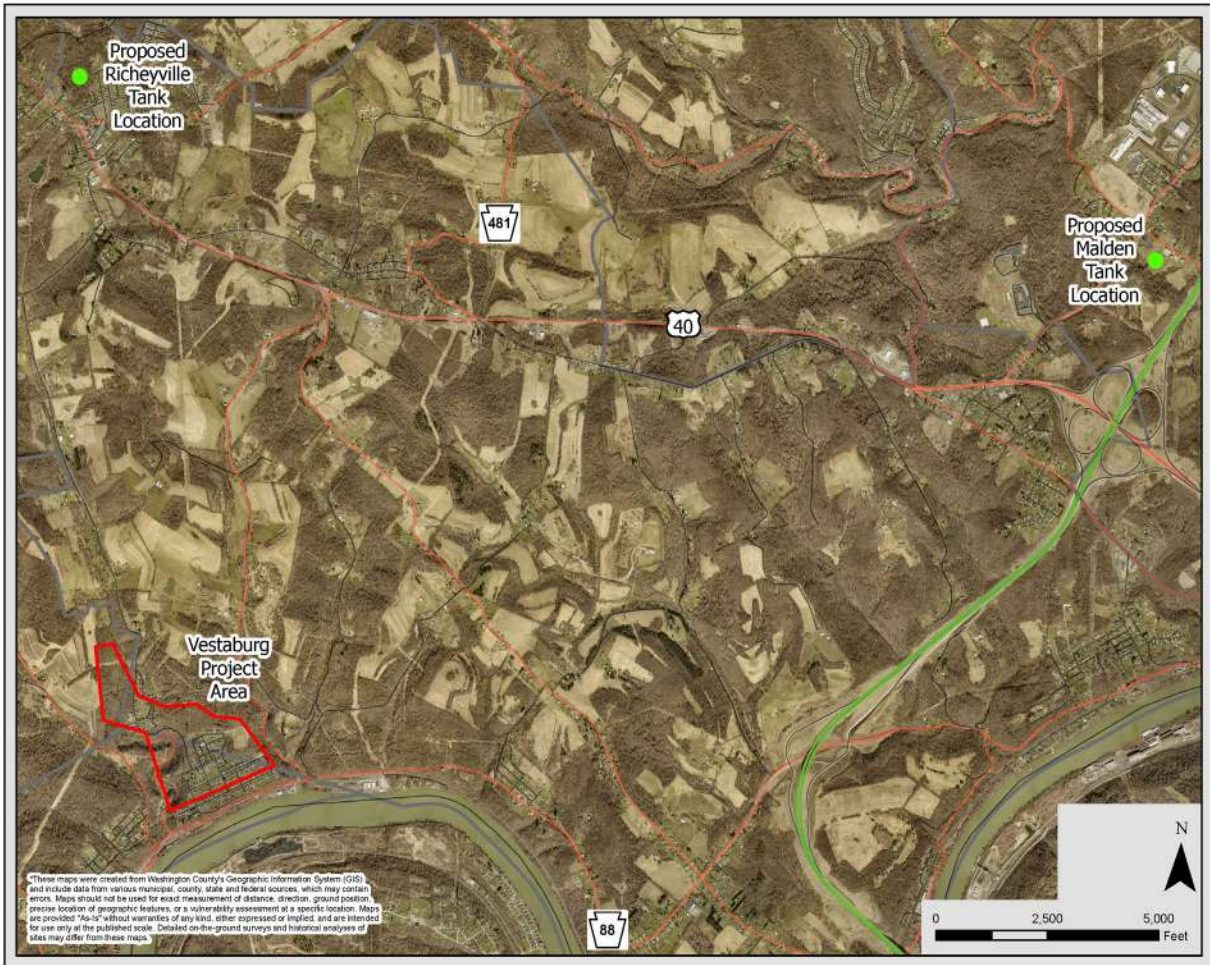 Proposed
Richeyville
Tank
Location
481
Proposed
Malden
Tank
Location
40
Vestaburg
Project
Area
"These maps were created from Washington County's Geographic Information System (GIS)
and include data from various municipal, county, state and federal sources, which may contain
errors. Maps should not be used for exact measurement of distance, direction, ground position,
precise location of geographic features, or a vulnerability assessment at a specific location. Maps
are provided "As-Is" without warranties of any kind, either expressed or implied, and are intended
for use only at the published scale. Detailed on-the-ground surveys and historical analyses of
sites may differ from these maps."
88
N
0 2,500 5,000
Feet